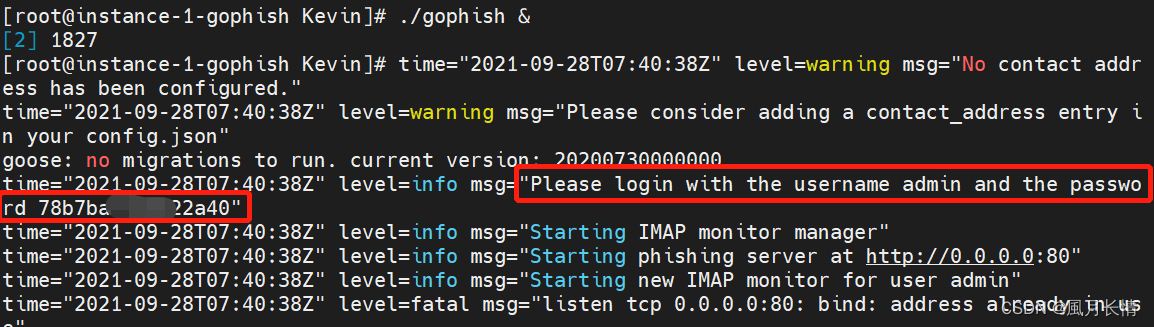 [root@instance-1-gophish Kevin]# ./gophish &
[2] 1827
[root@instance-1-gophish Kevin]# time="2021-09-28T07:40:38Z" level=warning msg="No contact addr
ess has been configured."
time="2021-09-28T07:40:38Z" level=warning msg="Please consider adding a contact_address entry i
n your config.json"
goose: no migrations to run. current version: 20200730000000
time="2021-09-28T07:40:38Z" level=info msg="Please login with the username admin and the passwo
rd 78b7ba 22a40"
time="2021-09-28T07:40:38Z" level=info msg="Starting IMAP monitor manager"
time="2021-09-28T07:40:38Z" level=info msg="Starting phishing server at http://0.0.0.0:80"
time="2021-09-28T07:40:38Z" level=info msg="Starting new IMAP monitor for user admin"
time="2021-09-28T07:40:38Z" level=fatal msg="listen tcp 0.0.0.0:80: bind: address already in us
e"
CSDN @風月长情